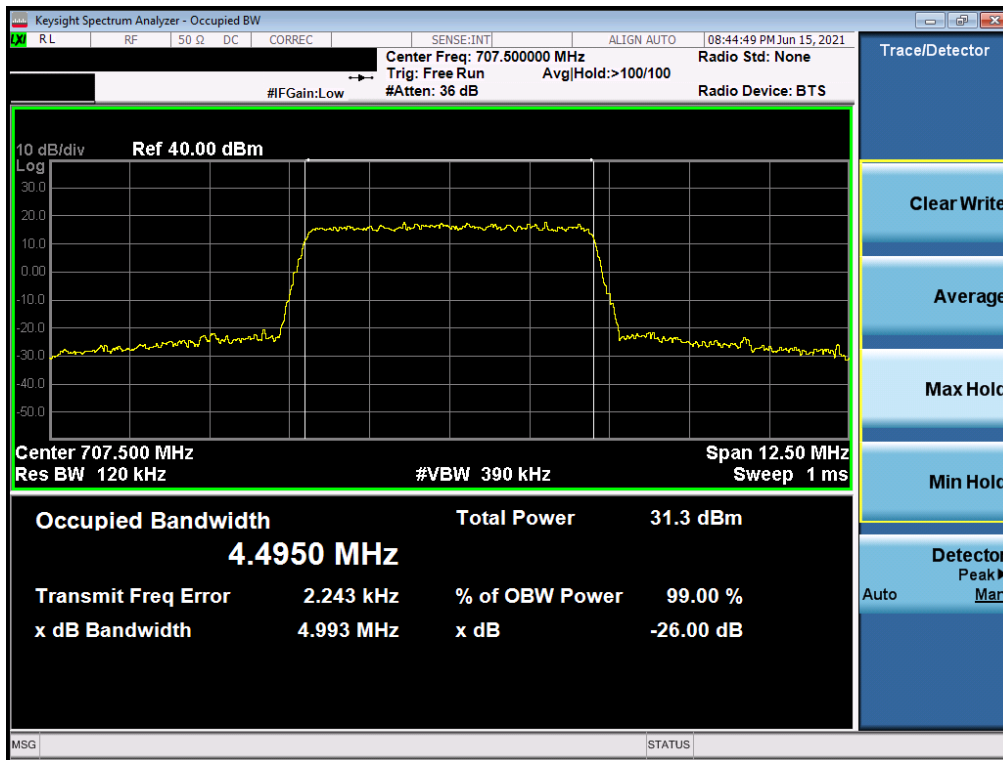 Keysight Spectrum Analyzer - Occupied BW
LXI RL RF 50 Ω DC CORREC SENSE:INT ALIGN AUTO 08:44:49 PM Jun 15, 2021
Center Freq: 707.500000 MHz Radio Std: None
Trig: Free Run Avg|Hold:>100/100
#IFGain:Low #Atten: 36 dB Radio Device: BTS
10 dB/div Ref 40.00 dBm
Log
30.0
20.0
10.0
0.00
-10.0
-20.0
-30.0
-40.0
-50.0
Center 707.500 MHz Span 12.50 MHz
Res BW 120 kHz #VBW 390 kHz Sweep 1 ms
Occupied Bandwidth Total Power 31.3 dBm
4.4950 MHz
Transmit Freq Error 2.243 kHz % of OBW Power 99.00 %
x dB Bandwidth 4.993 MHz x dB -26.00 dB
MSG STATUS
Trace/Detector
Clear Write
Average
Max Hold
Min Hold
Detector
Peak▶
Auto Man